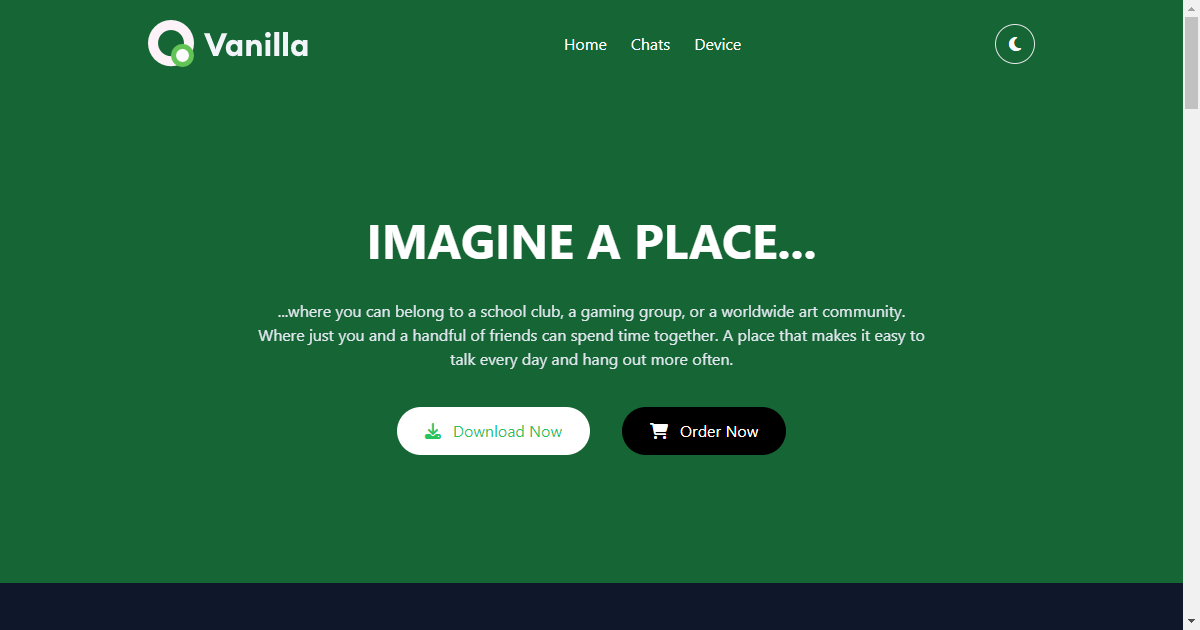 Vanilla
Home Chats Device
IMAGINE A PLACE...
...where you can belong to a school club, a gaming group, or a worldwide art community.
Where just you and a handful of friends can spend time together. A place that makes it easy to
talk every day and hang out more often.
Download Now Order Now